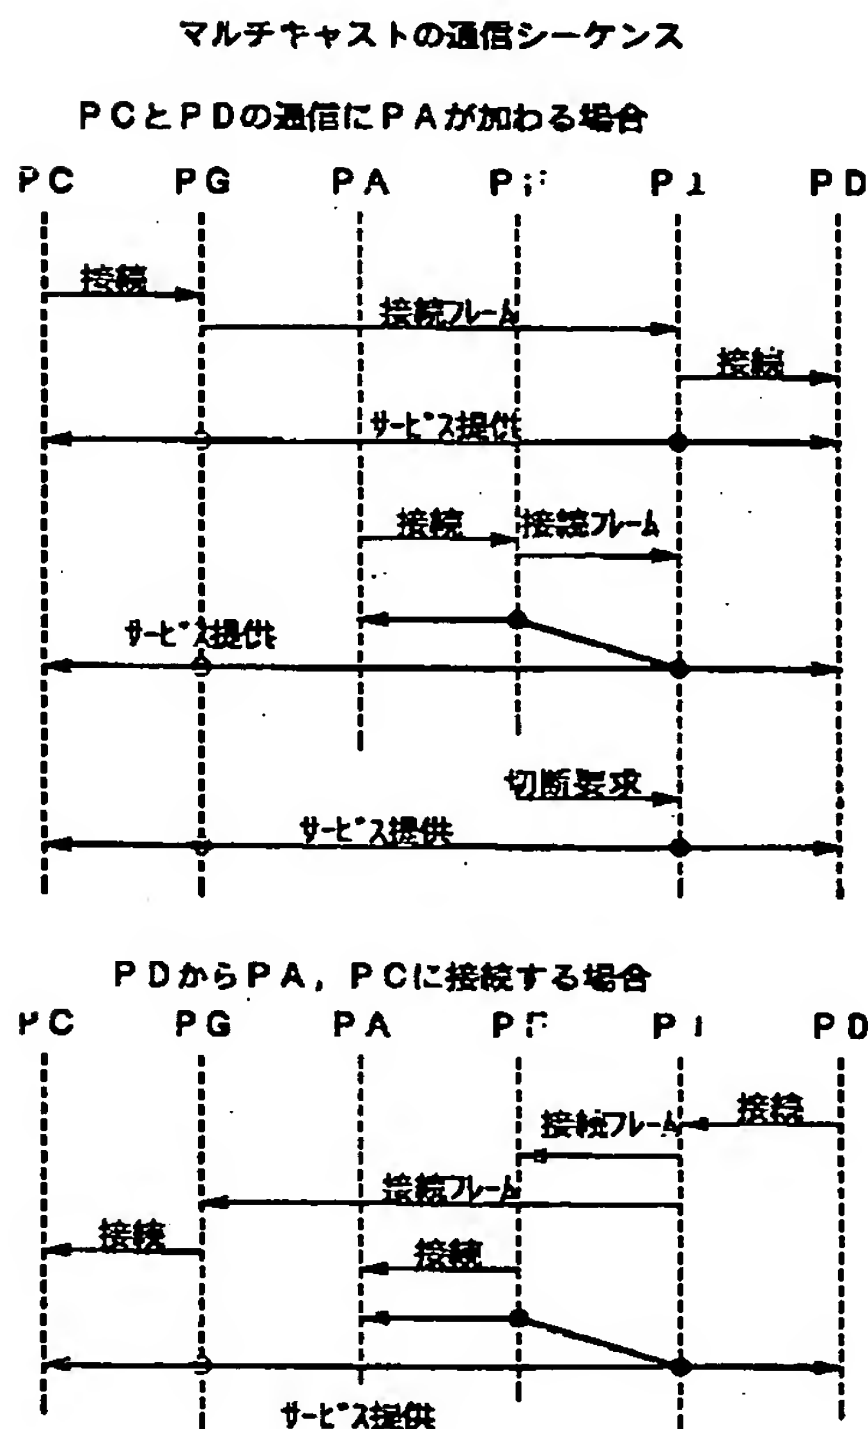 マルチキャストの通信シーケンス
PCとPDの通信にPAが加わる場合
PC PG PA PD
接続
接続フレーム
接続
サービス提供
接続 接続フレーム
サービス提供
切断要求
サービス提供
PDからPA，PCに接続する場合
PC PG PA PF PD
接続
接続フレーム
接続フレーム
接続
接続
サービス提供